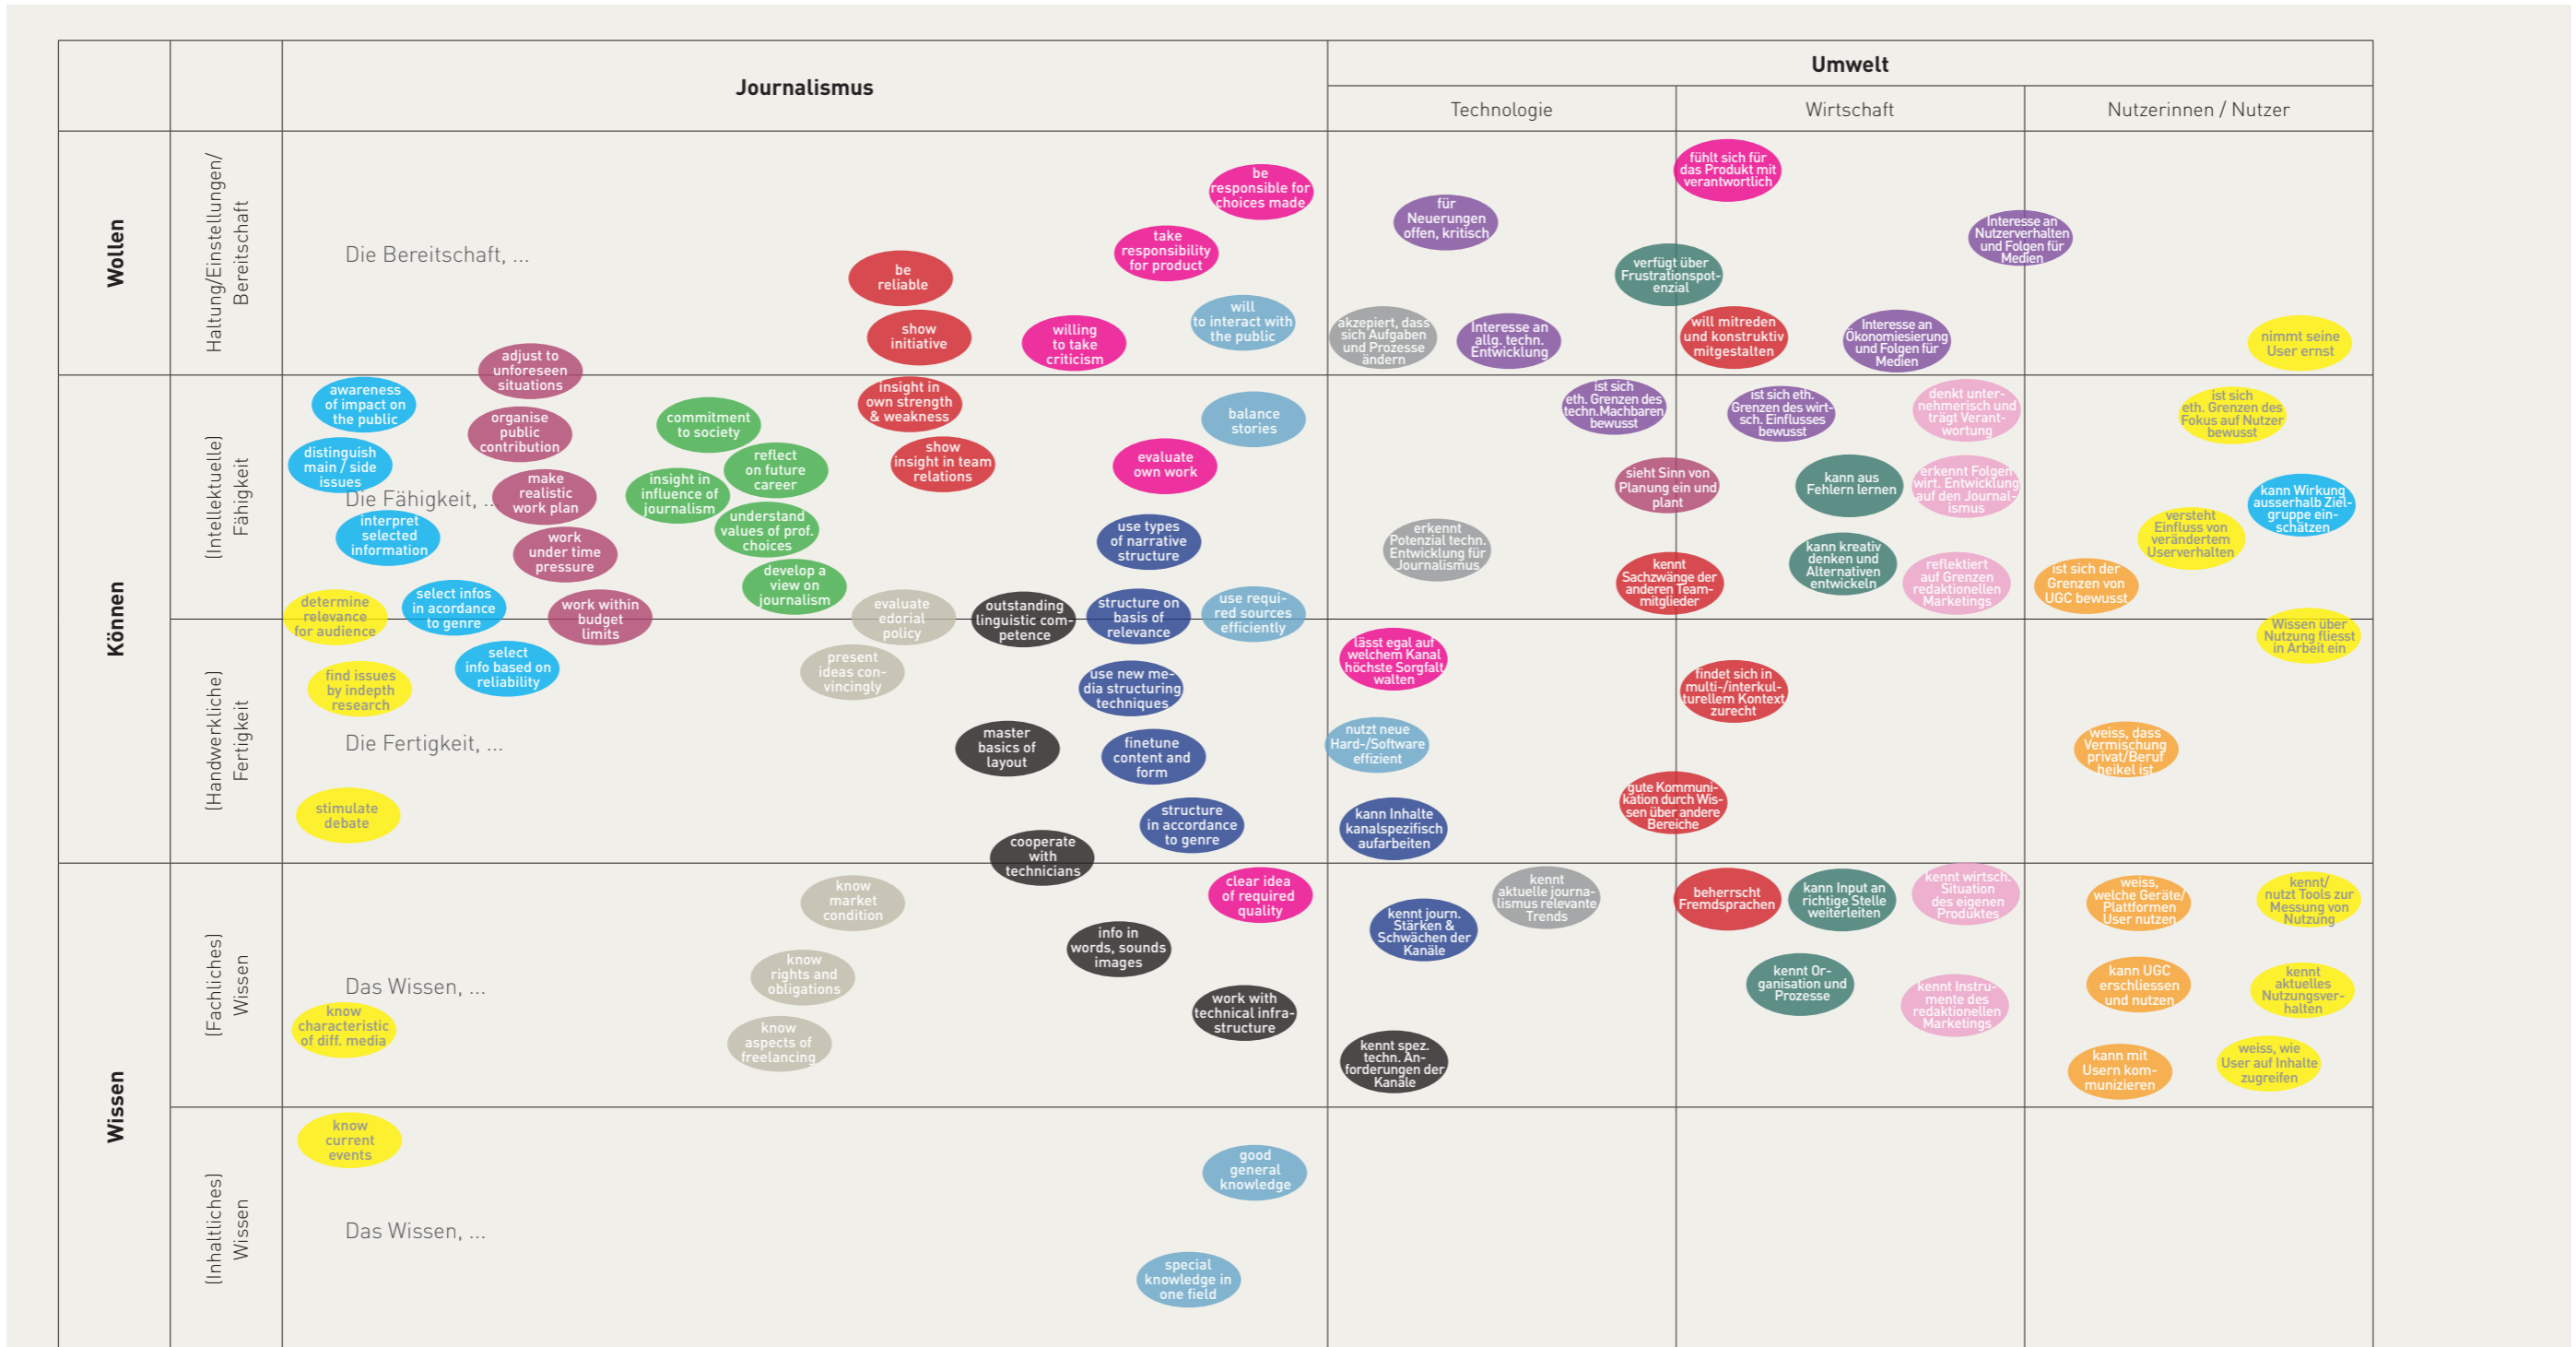 Journalismus
Umwelt
Technologie
Wirtschaft
Nutzerinnen / Nutzer
Wollen
Haltung/Einstellungen/
Bereitschaft
Die Bereitschaft, ...
be
responsible for
choices made
take
responsibility
for product
be
reliable
show
initiative
willing
to take
criticism
will
to interact with
the public
adjust to
unforeseen
situations
für
Neuerungen
offen, kritisch
akzepiert, dass
sich Aufgaben
und Prozesse
ändern
Interesse an
allg. techn.
Entwicklung
verfügt über
Frustrationspot-
enzial
fühlt sich für
das Produkt mit
verantwortlich
will mitreden
und konstruktiv
mitgestalten
Interesse an
Ökonomiesierung
und Folgen für
Medien
Interesse an
Nutzerverhalten
und Folgen für
Medien
nimmt seine
User ernst
Können
(Intellektuelle)
Fähigkeit
Die Fähigkeit, ...
awareness
of impact on
the public
distinguish
main / side
issues
interpret
selected
information
select infos
in acordance
to genre
determine
relevance
for audience
organise
public
contribution
make
realistic
work plan
work
under time
pressure
work within
budget
limits
commitment
to society
reflect
on future
career
insight in
influence of
journalism
understand
values of prof.
choices
develop a
view on
journalism
insight in
own strength
& weakness
show
insight in team
relations
evaluate
edorial
policy
outstanding
linguistic com-
petence
balance
stories
evaluate
own work
use types
of narrative
structure
structure on
basis of
relevance
use requi-
red sources
efficiently
ist sich
eth. Grenzen des
techn.Machbaren
bewusst
erkennt
Potenzial techn.
Entwicklung für
Journalismus
sieht Sinn von
Planung ein und
plant
kennt
Sachzwänge der
anderen Team-
mitglieder
ist sich eth.
Grenzen des wirt-
sch. Einflusses
bewusst
kann aus
Fehlern lernen
kann kreativ
denken und
Alternativen
entwickeln
denkt unter-
nehmerisch und
trägt Verant-
wortung
erkennt Folgen
wirt. Entwicklung
auf den Journal-
ismus
reflektiert
auf Grenzen
redaktionellen
Marketings
ist sich
eth. Grenzen des
Fokus auf Nutzer
bewusst
kann Wirkung
ausserhalb Ziel-
gruppe ein-
schätzen
versteht
Einfluss von
verändertem
Userverhalten
ist sich der
Grenzen von
UGC bewusst
Wissen über
Nutzung fliesst
in Arbeit ein
(Handwerkliche)
Fertigkeit
Die Fertigkeit, ...
find issues
by indepth
research
select
info based on
reliability
stimulate
debate
present
ideas con-
vincingly
master
basics of
layout
use new me-
dia structuring
techniques
finetune
content and
form
structure
in accordance
to genre
cooperate
with
technicians
lässt egal auf
welchem Kanal
höchste Sorgfalt
walten
nutzt neue
Hard-/Software
effizient
kann Inhalte
kanalspezifisch
aufarbeiten
findet sich in
multi-/interkul-
turellem Kontext
zurecht
gute Kommuni-
kation durch Wis-
sen über andere
Bereiche
weiss, dass
Vermischung
privat/Beruf
heikel ist
Wissen
(Fachliches)
Wissen
Das Wissen, ...
know
characteristic
of diff. media
know
market
condition
know
rights and
obligations
know
aspects of
freelancing
clear idea
of required
quality
info in
words, sounds
images
work with
technical infra-
structure
kennt journ.
Stärken &
Schwächen der
Kanäle
kennt
aktuelle journa-
lismus relevante
Trends
kennt spez.
techn. An-
forderungen der
Kanäle
beherrscht
Fremdsprachen
kann Input an
richtige Stelle
weiterleiten
kennt wirtsch.
Situation
des eigenen
Produktes
kennt Or-
ganisation und
Prozesse
kennt Instru-
mente des
redaktionellen
Marketings
weiss,
welche Geräte/
Plattformen
User nutzen
kennt/
nutzt Tools zur
Messung von
Nutzung
kann UGC
erschliessen
und nutzen
kennt
aktuelles
Nutzungsver-
halten
kann mit
Usern kom-
munizieren
weiss, wie
User auf Inhalte
zugreifen
(Inhaltliches)
Wissen
Das Wissen, ...
know
current
events
good
general
knowledge
special
knowledge in
one field